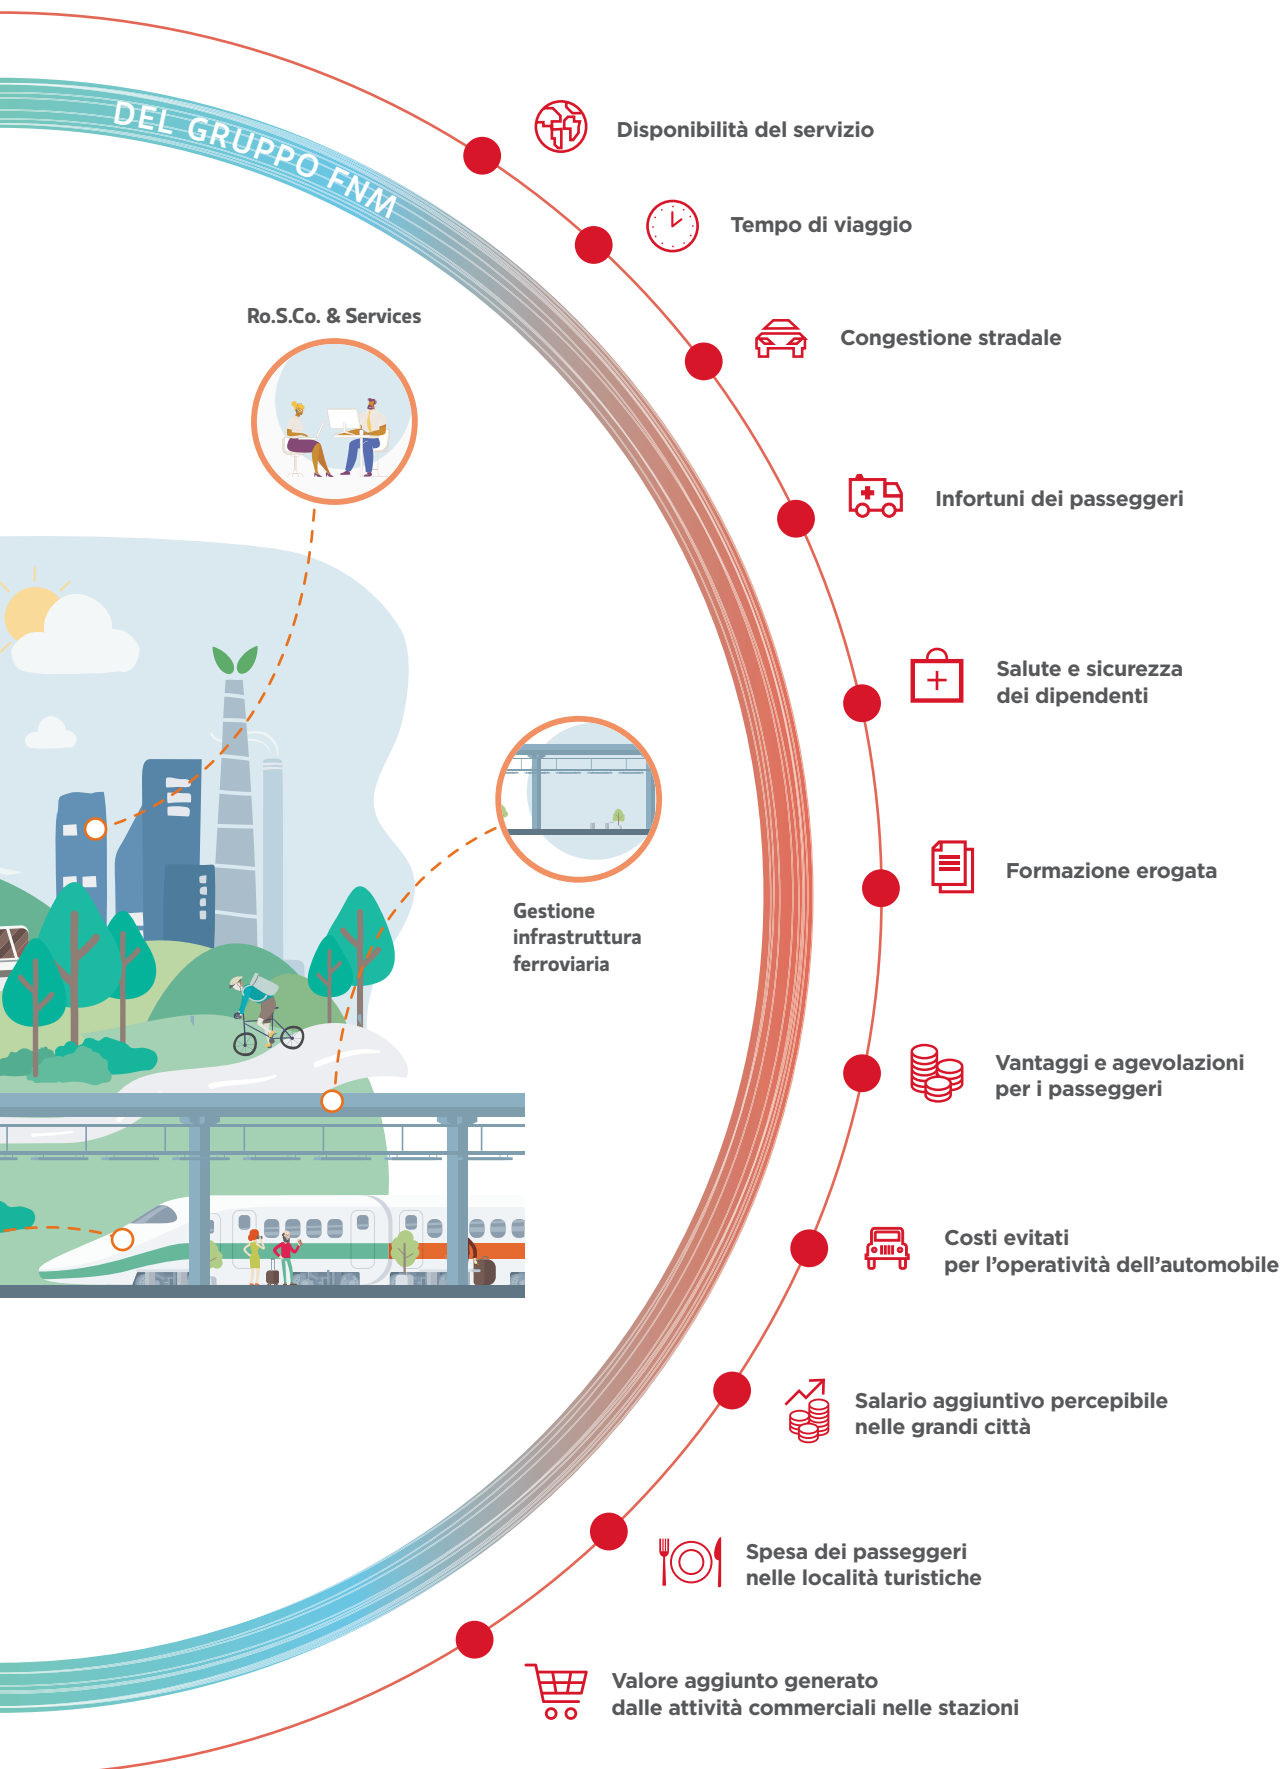 DEL GRUPPO FNM
Disponibilità del servizio
Tempo di viaggio
Ro.S.Co. & Services
Congestione stradale
Infortuni dei passeggeri
Salute e sicurezza
dei dipendenti
Formazione erogata
Gestione
infrastruttura
ferroviaria
Vantaggi e agevolazioni
per i passeggeri
Costi evitati
per l’operatività dell’automobile
Salario aggiuntivo percepibile
nelle grandi città
Spesa dei passeggeri
nelle località turistiche
Valore aggiunto generato
dalle attività commerciali nelle stazioni